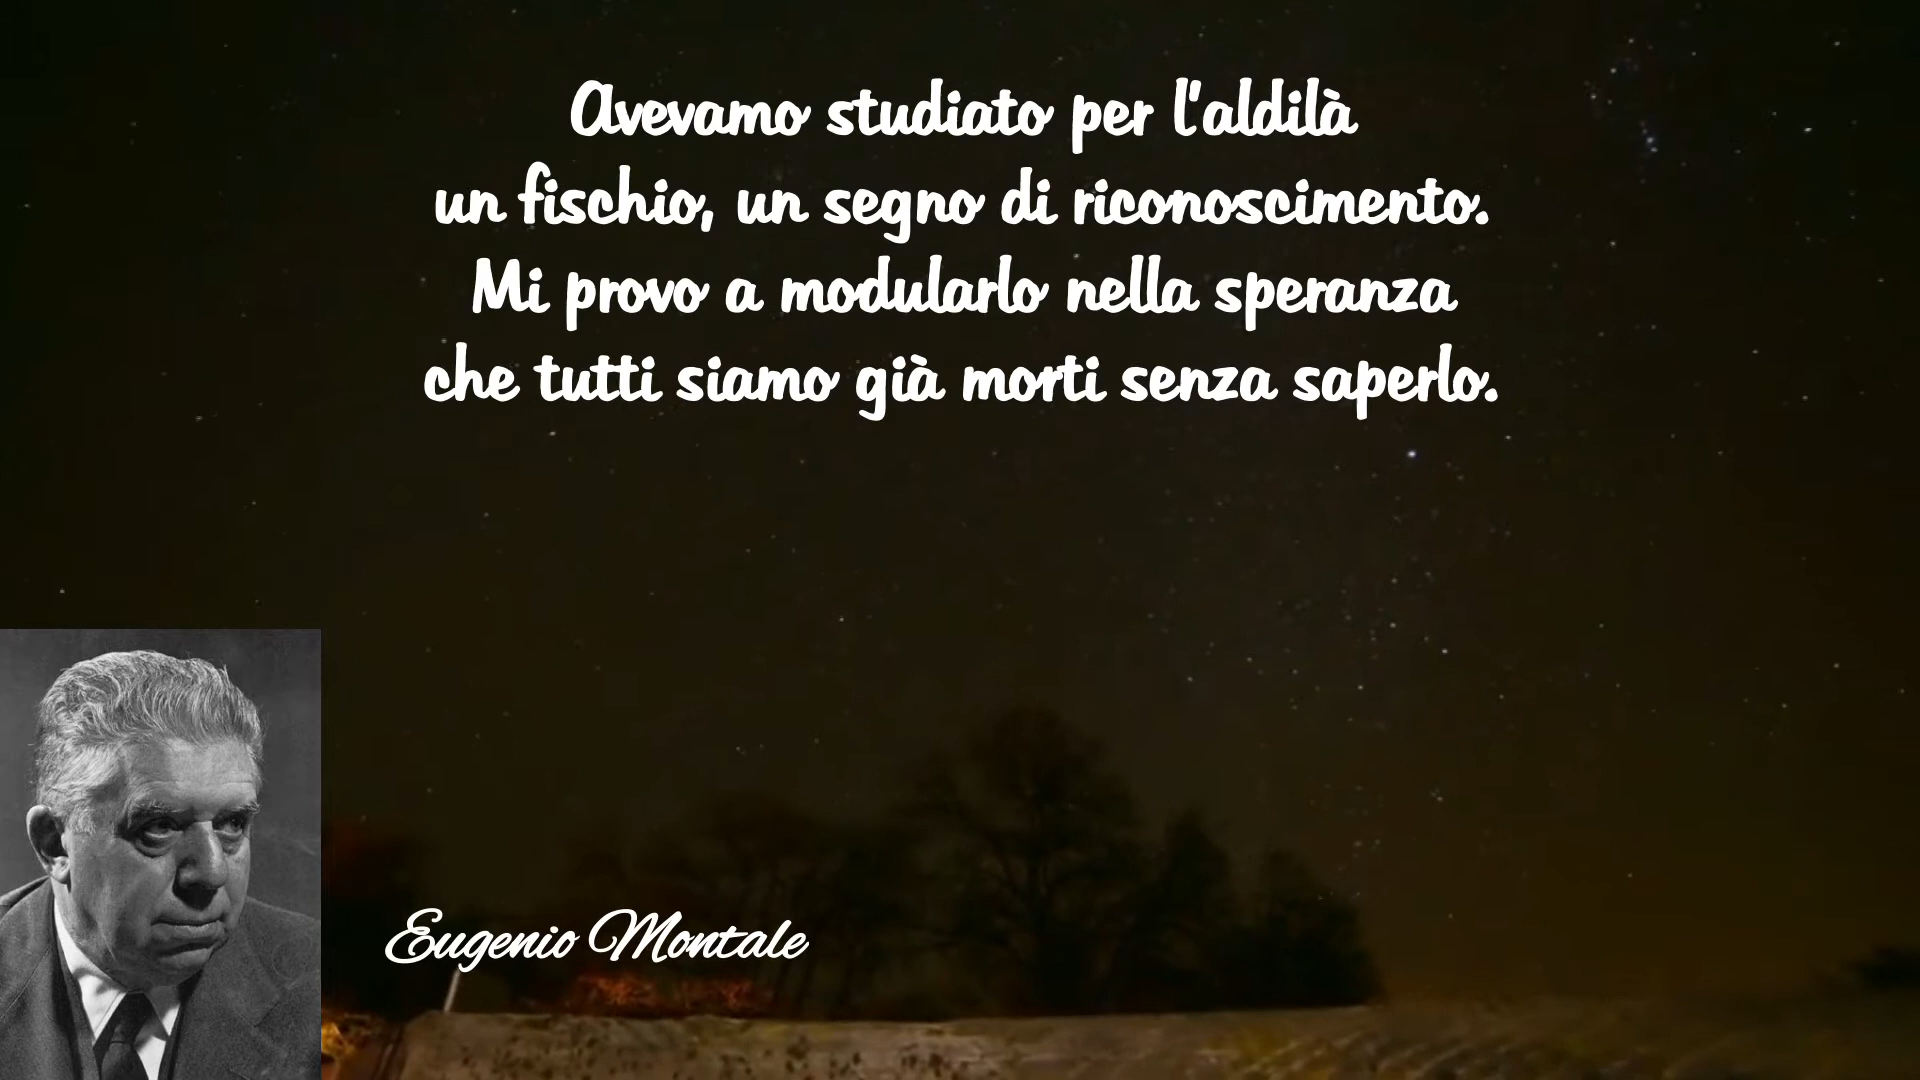 Avevamo studiato per l'aldilà
un fischio, un segno di riconoscimento.
Mi provo a modularlo nella speranza
che tutti siamo già morti senza saperlo.
Eugenio Montale